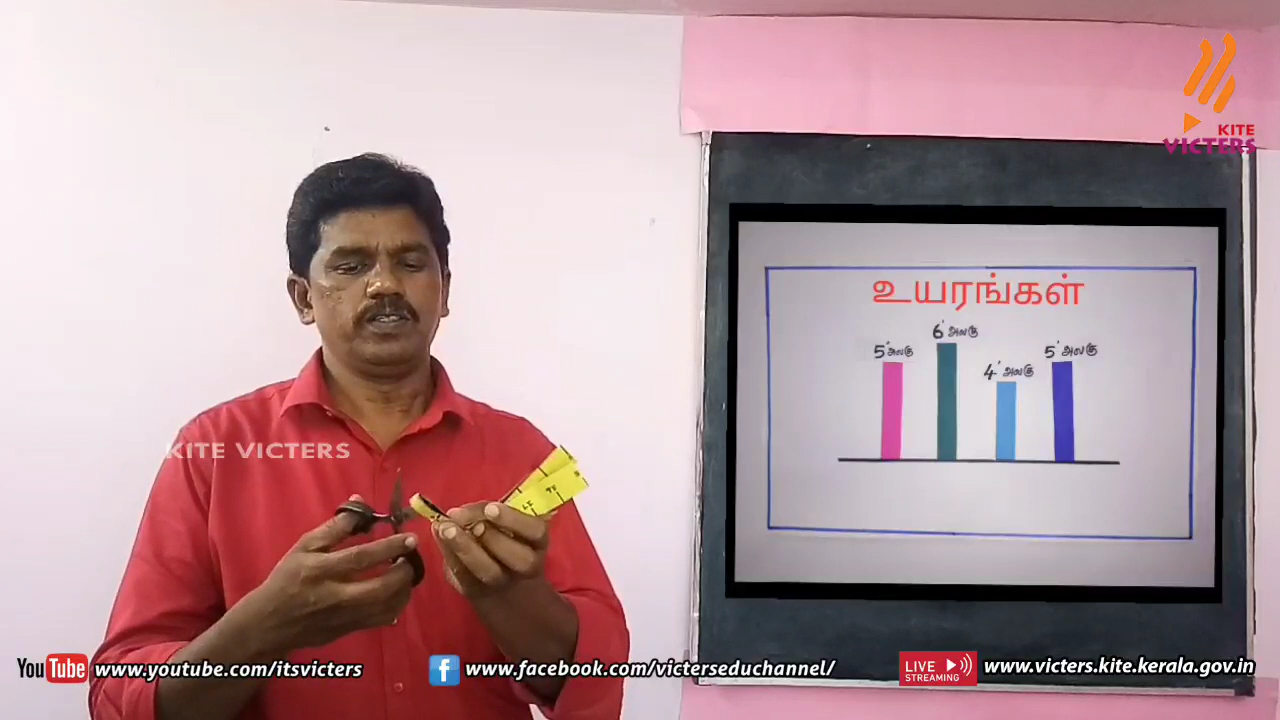 KITE
VICTERS
உயரங்கள்
6 அலகு
5 அலகு
5 அலகு
4 அலகு
KITE VICTERS
YouTube www.youtube.com/itsvicters
f www.facebook.com/victerseduchannel/
LIVE STREAMING
www.victers.kite.kerala.gov.in